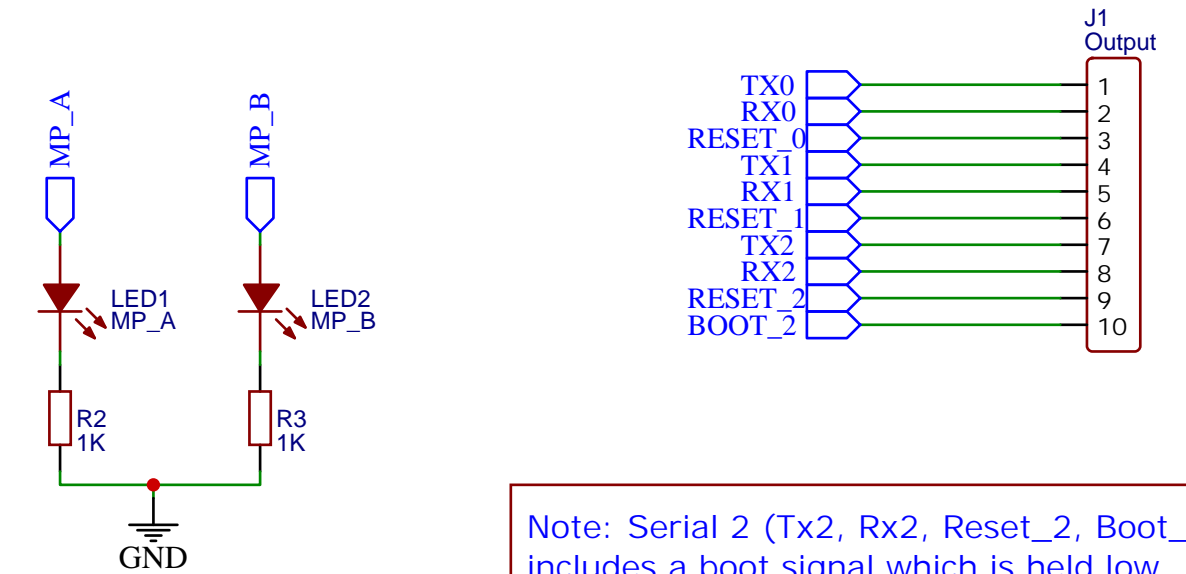 MP_A
MP_B
LED1
MP_A
LED2
MP_B
R2
1K
R3
1K
GND
J1
Output
TX0
1
RX0
2
RESET_0
3
TX1
4
RX1
5
RESET_1
6
TX2
7
RX2
8
RESET_2
9
BOOT_2
10
Note: Serial 2 (Tx2, Rx2, Reset_2, Boot_
includes a boot signal which is held low